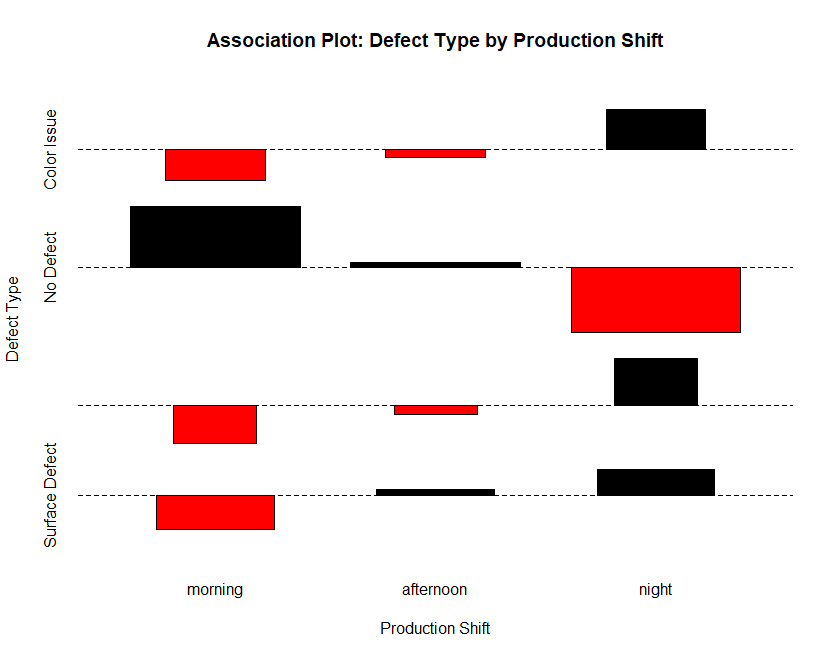 Association Plot: Defect Type by Production Shift
Color Issue
No Defect
Surface Defect
Defect Type
morning afternoon night
Production Shift